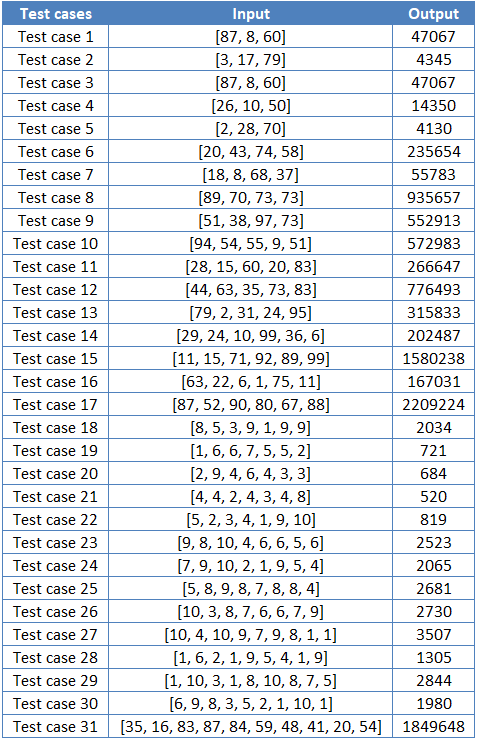 Test cases Input Output
Test case 1 [87, 8, 60] 47067
Test case 2 [3, 17, 79] 4345
Test case 3 [87, 8, 60] 47067
Test case 4 [26, 10, 50] 14350
Test case 5 [2, 28, 70] 4130
Test case 6 [20, 43, 74, 58] 235654
Test case 7 [18, 8, 68, 37] 55783
Test case 8 [89, 70, 73, 73] 935657
Test case 9 [51, 38, 97, 73] 552913
Test case 10 [94, 54, 55, 9, 51] 572983
Test case 11 [28, 15, 60, 20, 83] 266647
Test case 12 [44, 63, 35, 73, 83] 776493
Test case 13 [79, 2, 31, 24, 95] 315833
Test case 14 [29, 24, 10, 99, 36, 6] 202487
Test case 15 [11, 15, 71, 92, 89, 99] 1580238
Test case 16 [63, 22, 6, 1, 75, 11] 167031
Test case 17 [87, 52, 90, 80, 67, 88] 2209224
Test case 18 [8, 5, 3, 9, 1, 9, 9] 2034
Test case 19 [1, 6, 6, 7, 5, 5, 2] 721
Test case 20 [2, 9, 4, 6, 4, 3, 3] 684
Test case 21 [4, 4, 2, 4, 3, 4, 8] 520
Test case 22 [5, 2, 3, 4, 1, 9, 10] 819
Test case 23 [9, 8, 10, 4, 6, 6, 5, 6] 2523
Test case 24 [7, 9, 10, 2, 1, 9, 5, 4] 2065
Test case 25 [5, 8, 9, 8, 7, 8, 8, 4] 2681
Test case 26 [10, 3, 8, 7, 6, 6, 7, 9] 2730
Test case 27 [10, 4, 10, 9, 7, 9, 8, 1, 1] 3507
Test case 28 [1, 6, 2, 1, 9, 5, 4, 1, 9] 1305
Test case 29 [1, 10, 3, 1, 8, 10, 8, 7, 5] 2844
Test case 30 [6, 9, 8, 3, 5, 2, 1, 10, 1] 1980
Test case 31 [35, 16, 83, 87, 84, 59, 48, 41, 20, 54] 1849648